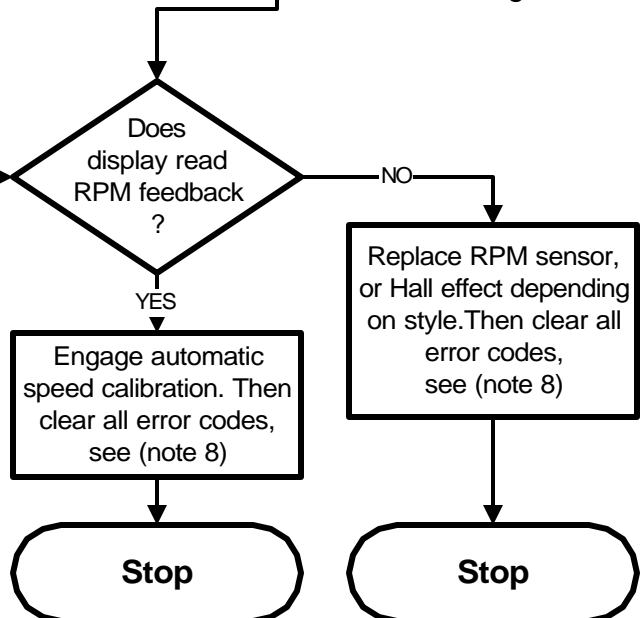 Does
display read
RPM feedback
?
NO
YES
Replace RPM sensor,
or Hall effect depending
on style.Then clear all
error codes,
see (note 8)
Engage automatic
speed calibration. Then
clear all error codes,
see (note 8)
Stop
Stop